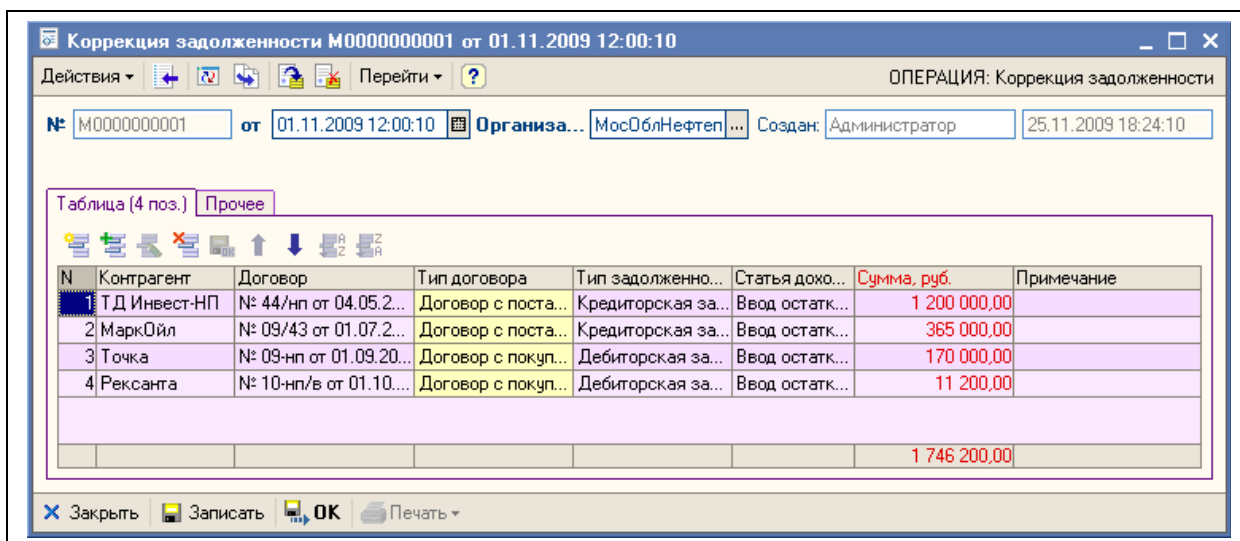 Коррекция задолженности М0000000001 от 01.11.2009 12:00:10
Действия Перейти ? ОПЕРАЦИЯ: Коррекция задолженности
№ М0000000001 от 01.11.2009 12:00:10 Организа... МосОблНефтеп ... Создан: Администратор 25.11.2009 18:24:10
Таблица (4 поз.) Прочее
N Контрагент Договор Тип договора Тип задолженно... Статья дохо... Сумма, руб. Примечание
1 ТД Инвест-НП № 44/нп от 04.05.2... Договор с поста... Кредиторская за... Ввод остатк... 1 200 000,00
2 МаркОйл № 09/43 от 01.07.2... Договор с поста... Кредиторская за... Ввод остатк... 365 000,00
3 Точка № 09-нп от 01.09.20... Договор с покуп... Дебиторская за... Ввод остатк... 170 000,00
4 Рексанта № 10-нп/в от 01.10.... Договор с покуп... Дебиторская за... Ввод остатк... 11 200,00
1 746 200,00
Закрыть Записать OK Печать